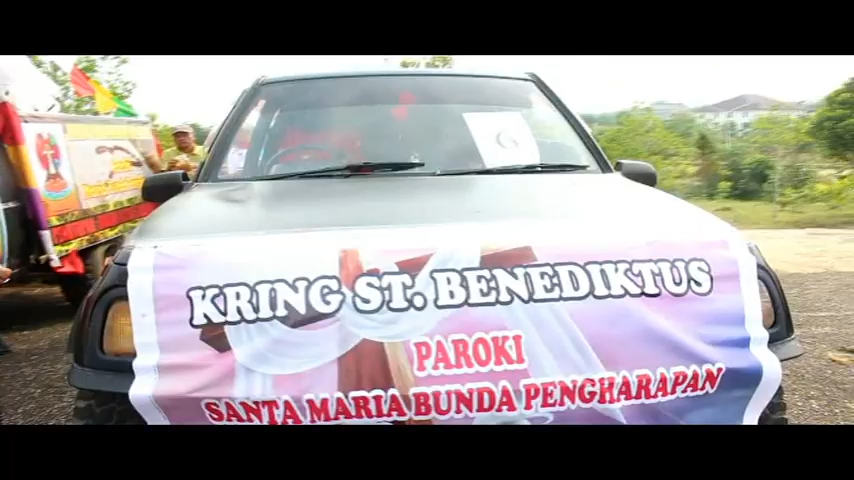 KRING ST. BENEDIKTUS
PAROKI
SANTA MARIA BUNDA PENGHARAPAN